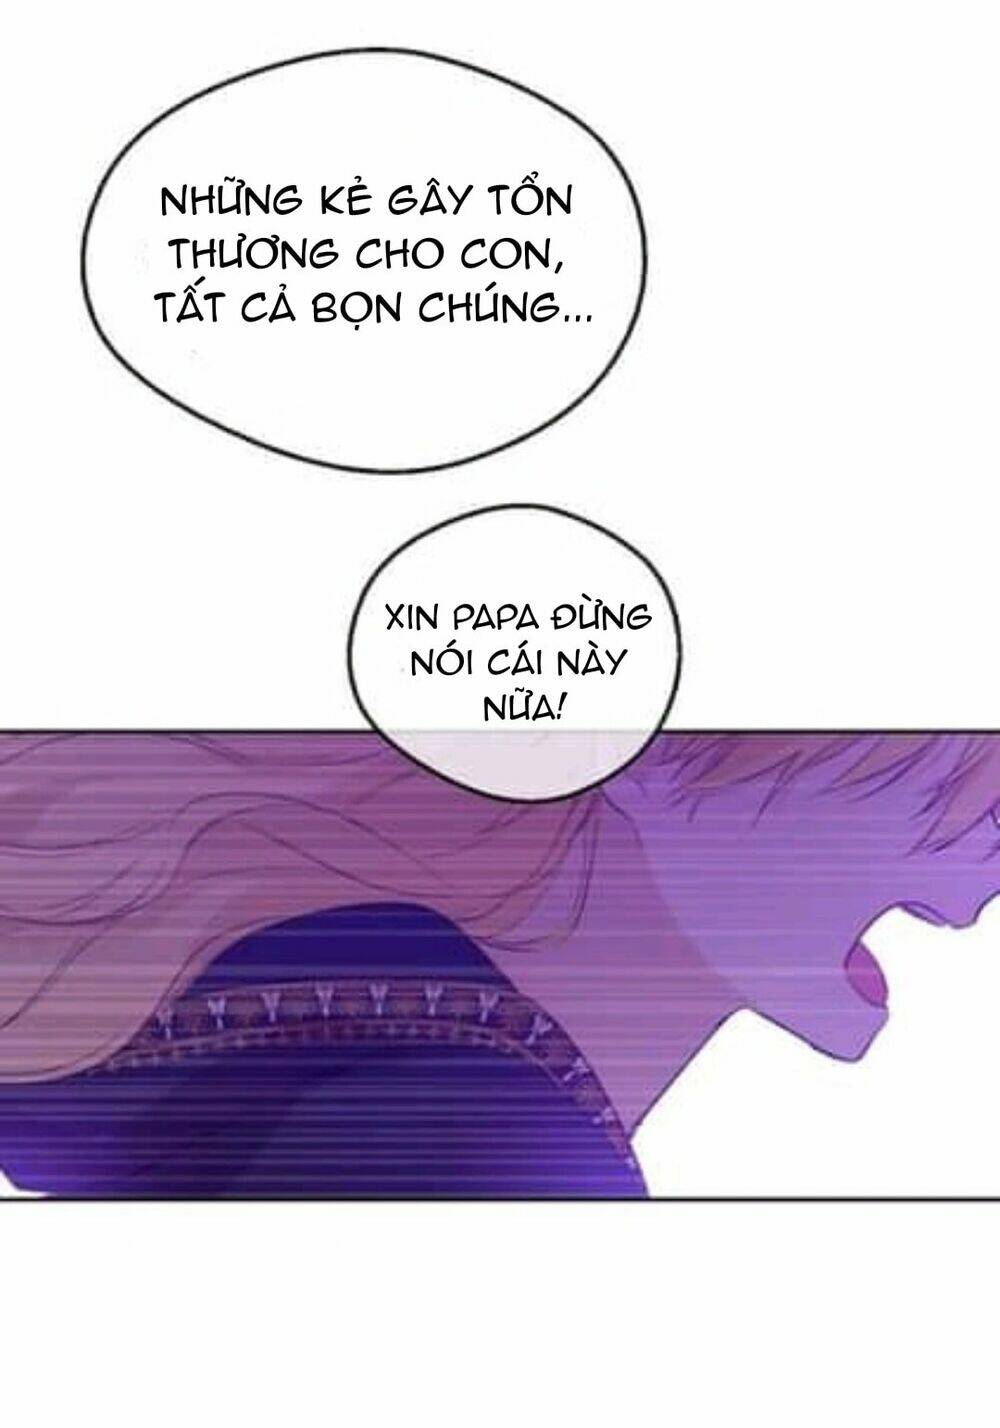 NHỮNG KẺ GÂY TỔN
THƯƠNG CHO CON,
TẤT CẢ BỌN CHÚNG...
XIN PAPA ĐỪNG
NÓI CÁI NÀY
NỮA!